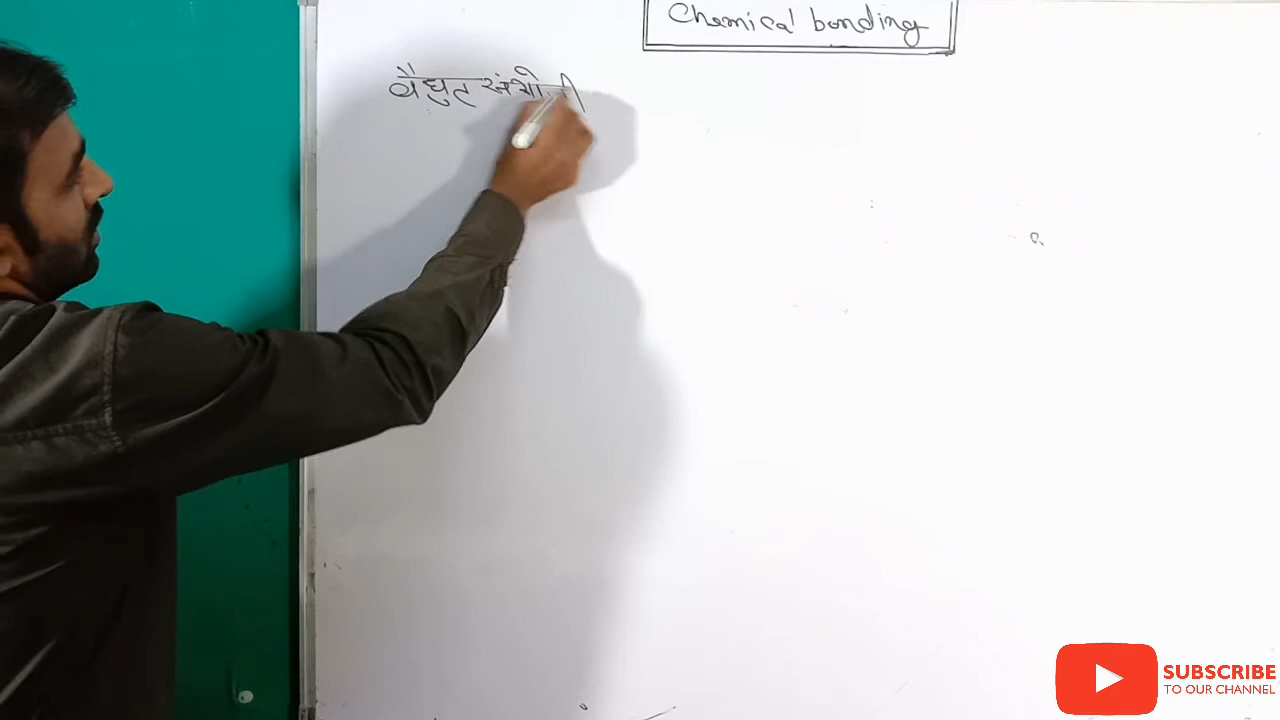 Chemical bonding
वैद्युत
SUBSCRIBE
TO OUR CHANNEL